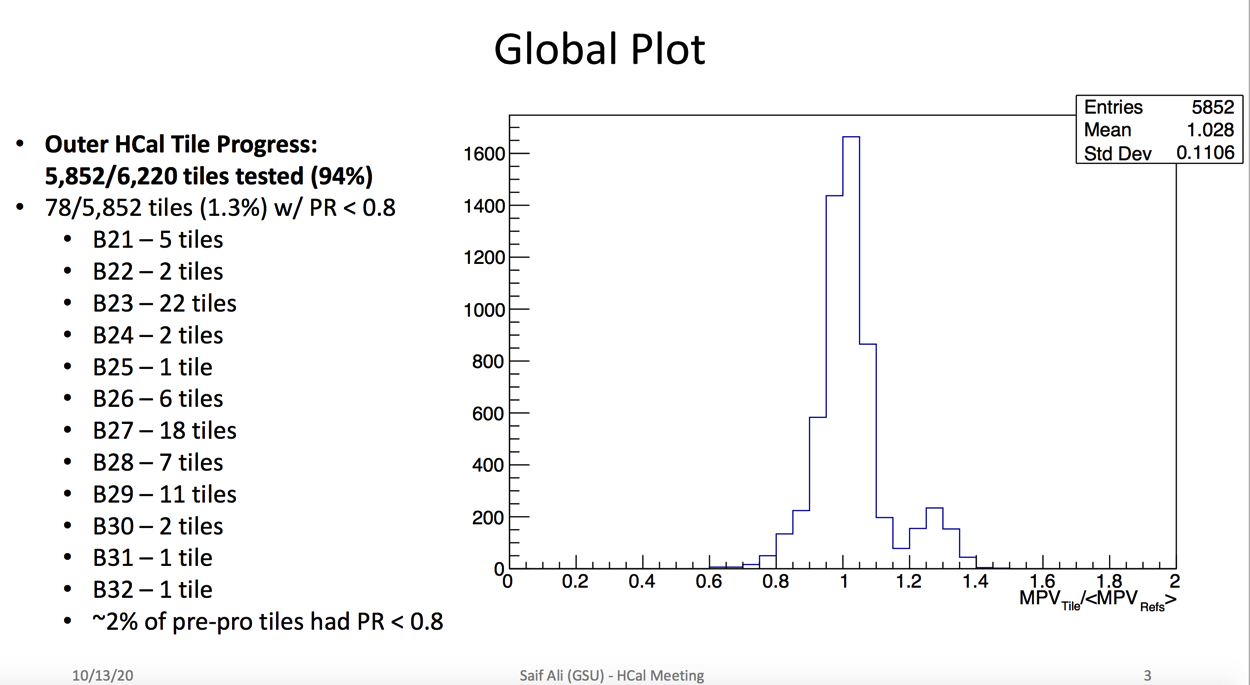 Global Plot
• Outer HCal Tile Progress:
5,852/6,220 tiles tested (94%)
• 78/5,852 tiles (1.3%) w/ PR < 0.8
• B21 – 5 tiles
• B22 – 2 tiles
• B23 – 22 tiles
• B24 – 2 tiles
• B25 – 1 tile
• B26 – 6 tiles
• B27 – 18 tiles
• B28 – 7 tiles
• B29 – 11 tiles
• B30 – 2 tiles
• B31 – 1 tile
• B32 – 1 tile
• ~2% of pre-pro tiles had PR < 0.8
Entries 5852
Mean 1.028
Std Dev 0.1106
1600
1400
1200
1000
800
600
400
200
0
0 0.2 0.4 0.6 0.8 1 1.2 1.4 1.6 1.8 2
MPV Tile/<MPV Refs>
10/13/20 Saif Ali (GSU) - HCal Meeting 3